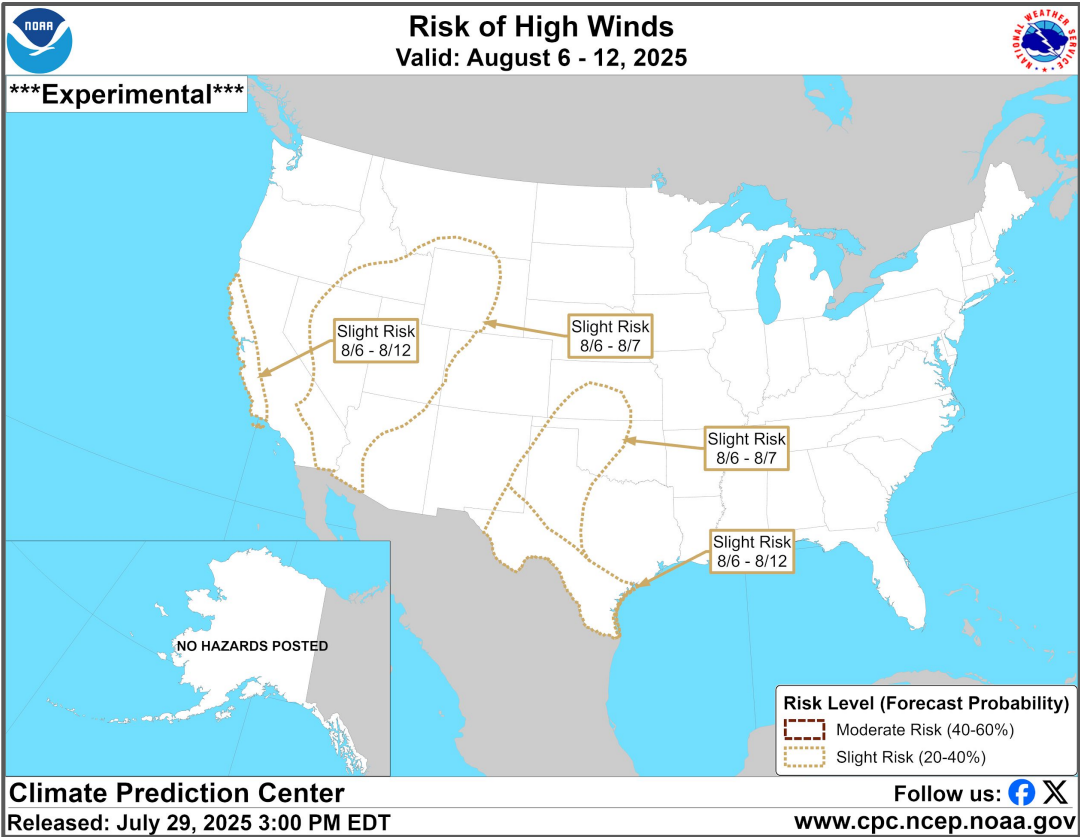 NOAA
Risk of High Winds
Valid: August 6 - 12, 2025
NATIONAL WEATHER SERVICE
***Experimental***
Slight Risk
8/6 - 8/12
Slight Risk
8/6 - 8/7
Slight Risk
8/6 - 8/7
Slight Risk
8/6 - 8/12
NO HAZARDS POSTED
Risk Level (Forecast Probability)
Moderate Risk (40-60%)
Slight Risk (20-40%)
Climate Prediction Center
Follow us:
Released: July 29, 2025 3:00 PM EDT
www.cpc.ncep.noaa.gov